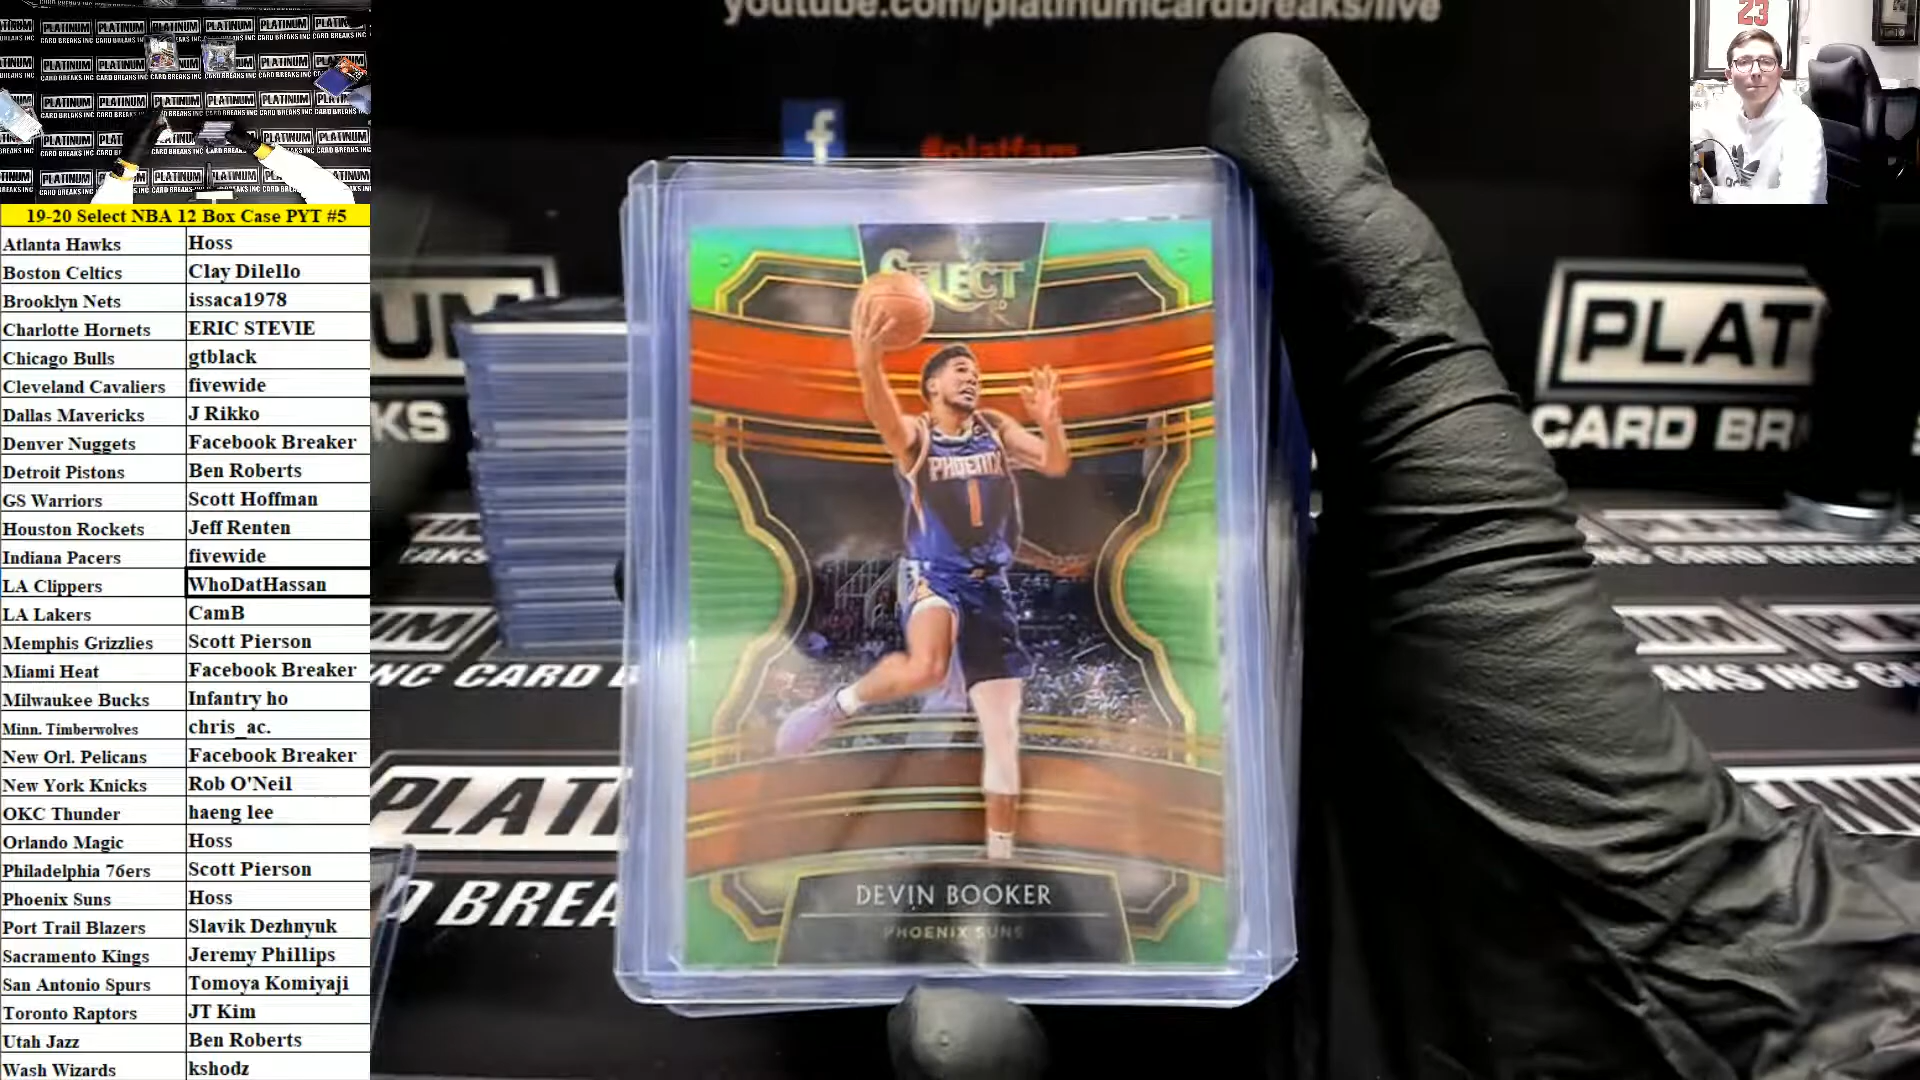 youtube.com/platinumcardbreaks/live
f
#platfam
23
19-20 Select NBA 12 Box Case PYT #5
Atlanta Hawks Hoss
Boston Celtics Clay Dilello
Brooklyn Nets issaca1978
Charlotte Hornets ERIC STEVIE
Chicago Bulls gtblack
Cleveland Cavaliers fivewide
Dallas Mavericks J Rikko
Denver Nuggets Facebook Breaker
Detroit Pistons Ben Roberts
GS Warriors Scott Hoffman
Houston Rockets Jeff Renten
Indiana Pacers fivewide
LA Clippers WhoDatHassan
LA Lakers CamB
Memphis Grizzlies Scott Pierson
Miami Heat Facebook Breaker
Milwaukee Bucks Infantry ho
Minn. Timberwolves chris_ac.
New Orl. Pelicans Facebook Breaker
New York Knicks Rob O'Neil
OKC Thunder haeng lee
Orlando Magic Hoss
Philadelphia 76ers Scott Pierson
Phoenix Suns Hoss
Port Trail Blazers Slavik Dezhnyuk
Sacramento Kings Jeremy Phillips
San Antonio Spurs Tomoya Komiyaji
Toronto Raptors JT Kim
Utah Jazz Ben Roberts
Wash Wizards kshodz
SELECT
PHOENIX
1
DEVIN BOOKER
PHOENIX SUNS
PLAT
CARD BR
NC CARD
PLAT
D BREA